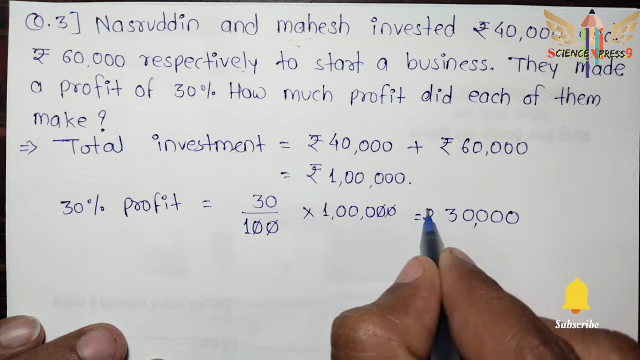 Q.3] Nasruddin and mahesh invested ₹ 40,000
₹ 60,000 respectively to start a business. They made
a profit of 30% How much profit did each of them
make ?
⇒ Total investment = ₹ 40,000 + ₹ 60,000
= ₹ 1,00,000.
30% profit = 30/100 × 1,00,000 = 30,000
SCIENCEXPRESS9
Subscribe